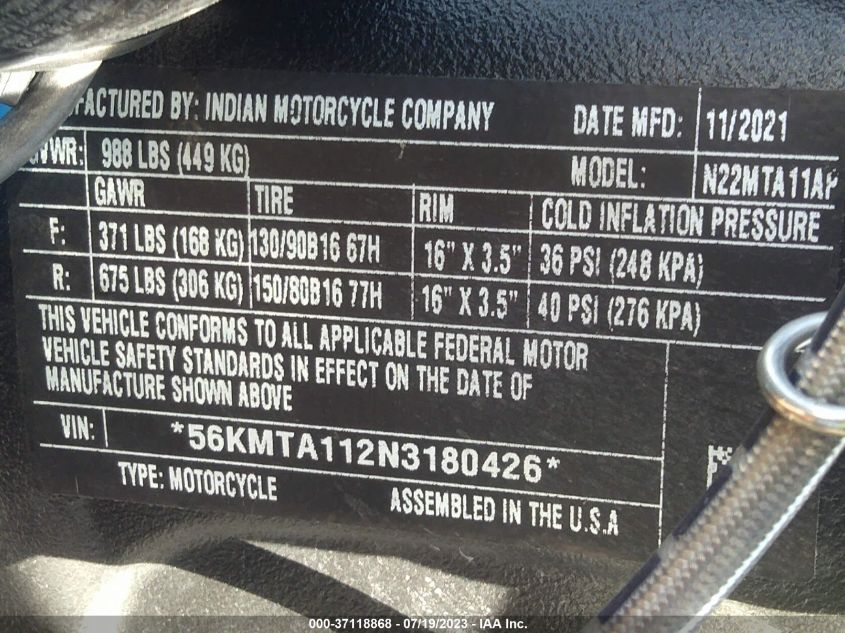 FACTURED BY: INDIAN MOTORCYCLE COMPANY DATE MFD: 11/2021
GVWR: 988 LBS (449 KG) MODEL: N22MTA11AP
GAWR TIRE RIM COLD INFLATION PRESSURE
F: 371 LBS (168 KG) 130/90B16 67H 16" X 3.5" 36 PSI (248 KPA)
R: 675 LBS (306 KG) 150/80B16 77H 16" X 3.5" 40 PSI (276 KPA)
THIS VEHICLE CONFORMS TO ALL APPLICABLE FEDERAL MOTOR
VEHICLE SAFETY STANDARDS IN EFFECT ON THE DATE OF
MANUFACTURE SHOWN ABOVE
VIN: *56KMTA112N3180426*
TYPE: MOTORCYCLE ASSEMBLED IN THE U.S.A
000-37118868 - 07/19/2023 - IAA Inc.